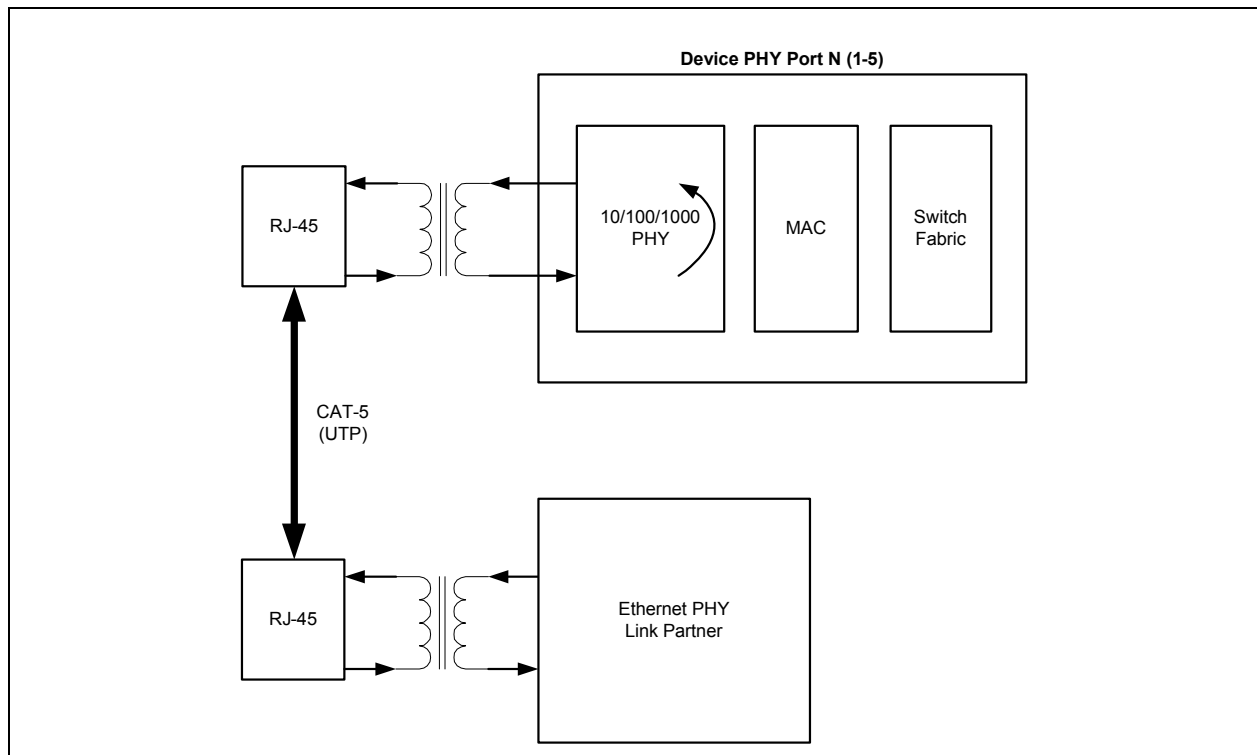 Device PHY Port N (1-5)
RJ-45
10/100/1000
PHY
MAC
Switch
Fabric
CAT-5
(UTP)
RJ-45
Ethernet PHY
Link Partner